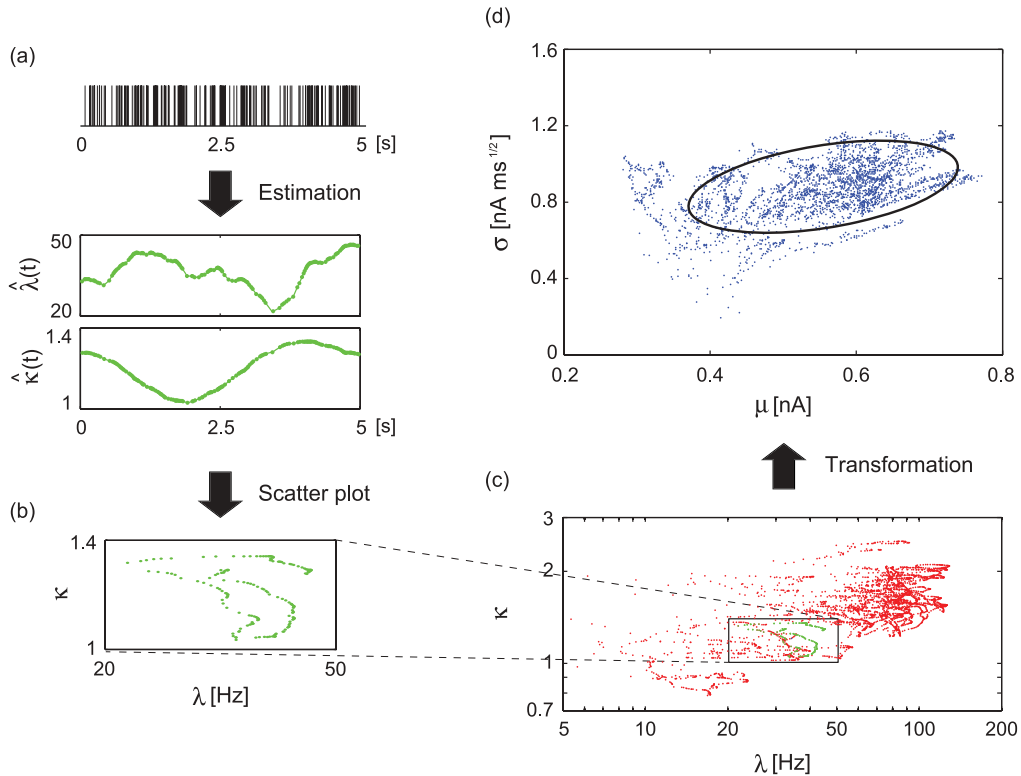 (a)
0 2.5 5 [s]
Estimation
50
λ̂(t)
20
1.4
κ̂(t)
1
0 2.5 5 [s]
Scatter plot
(b)
1.4
κ
1
20 50
λ [Hz]
(d)
1.6
1.2
σ [nA ms^1/2]
0.8
0.4
0
0.2 0.4 0.6 0.8
μ [nA]
Transformation
(c)
3
2
κ
1
0.7
5 10 20 50 100 200
λ [Hz]